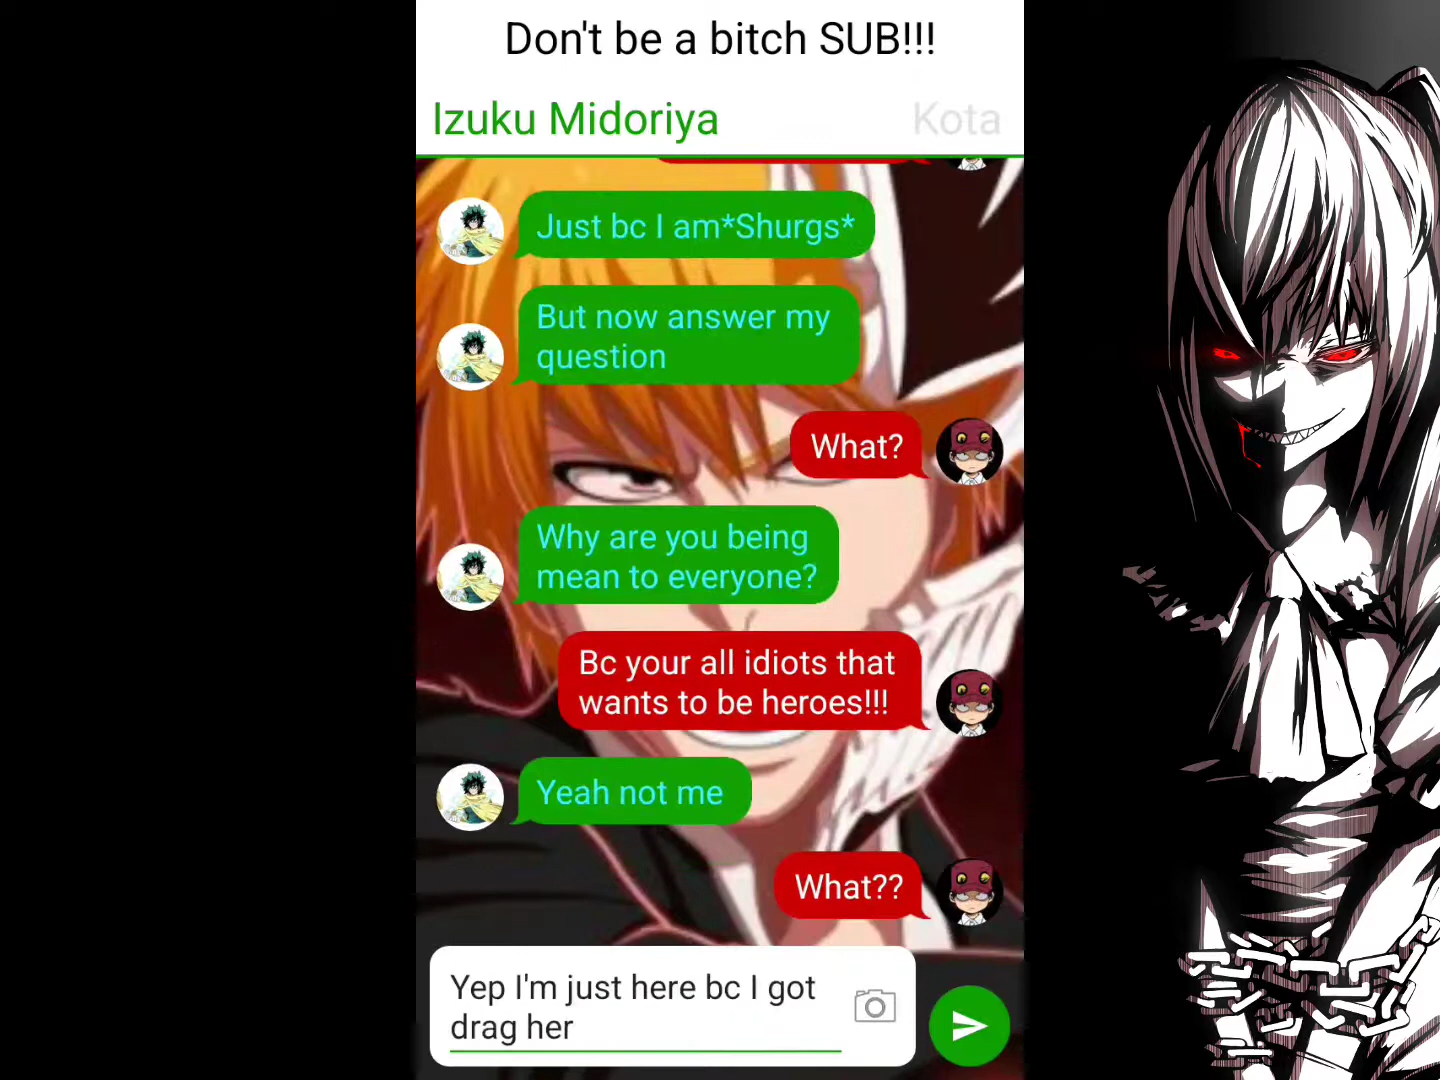 Don't be a bitch SUB!!!
Izuku Midoriya
Kota
Just bc I am*Shurgs*
But now answer my
question
What?
Why are you being
mean to everyone?
Bc your all idiots that
wants to be heroes!!!
Yeah not me
What??
Yep I'm just here bc I got
drag her